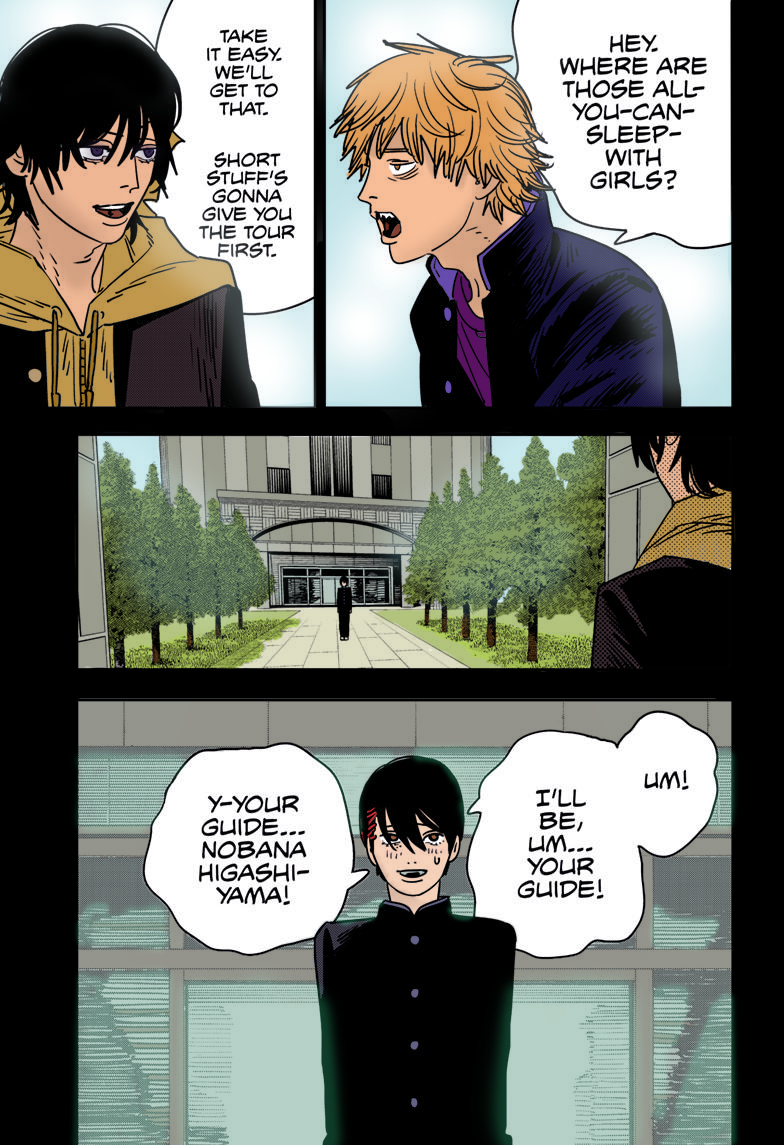 HEY.
WHERE ARE
THOSE ALL-
YOU-CAN-
SLEEP-
WITH
GIRLS?
TAKE
IT EASY.
WE'LL
GET TO
THAT.
SHORT
STUFF'S
GONNA
GIVE YOU
THE TOUR
FIRST.
UM!
I'LL
BE,
UM...
YOUR
GUIDE!
Y-YOUR
GUIDE...
NOBANA
HIGASHI-
YAMA!